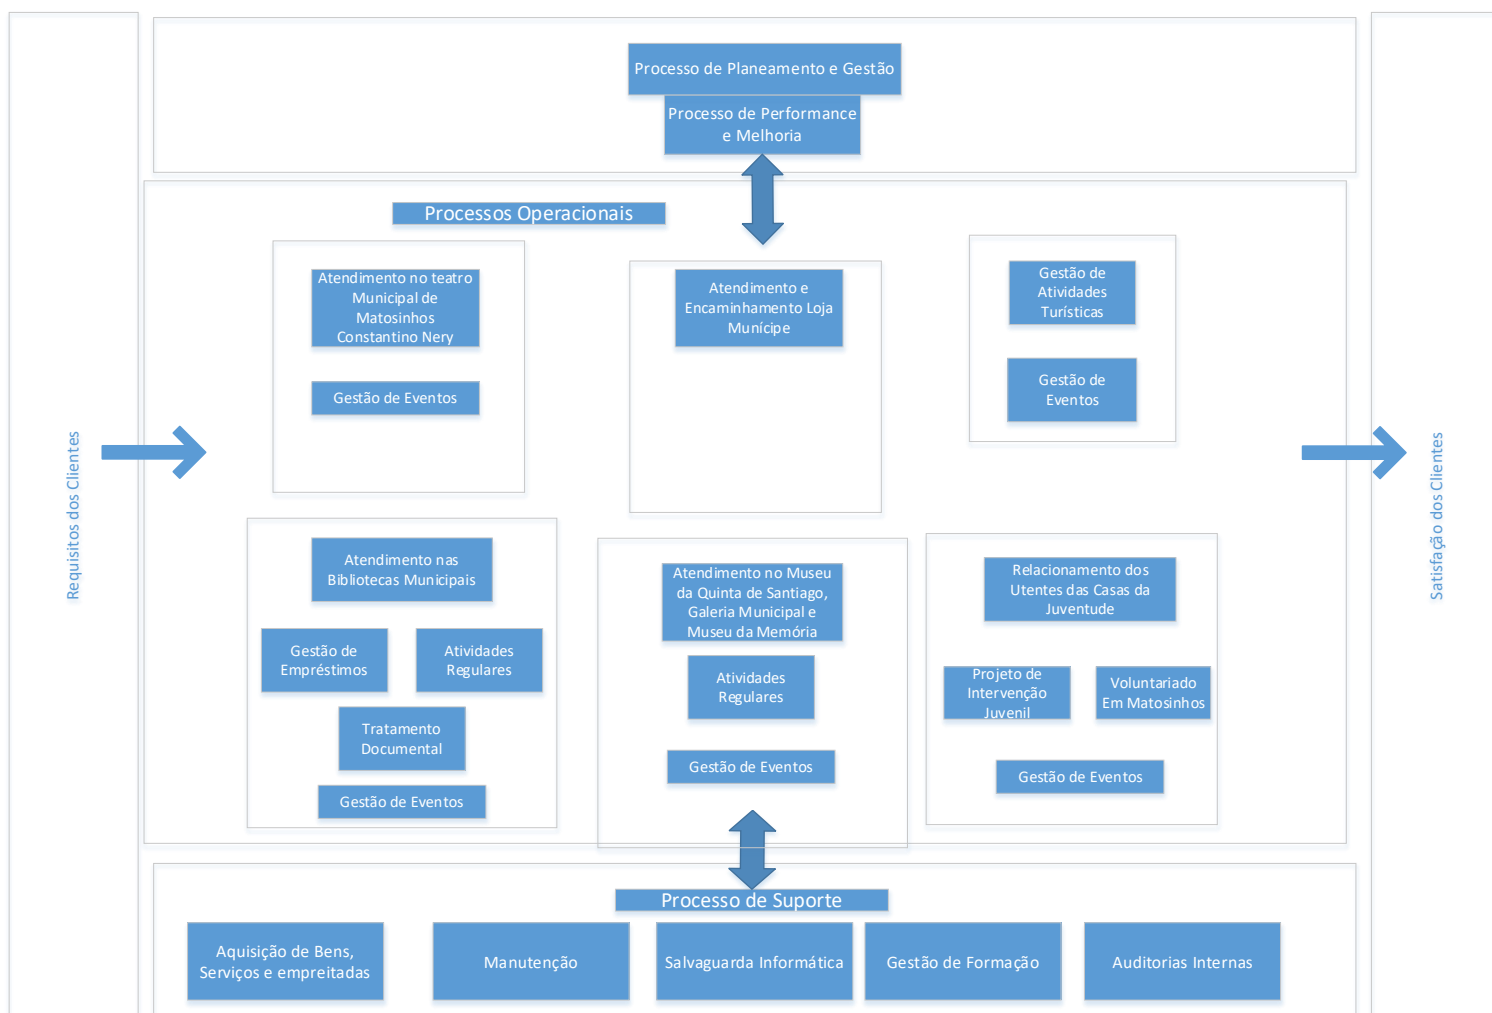 Processo de Planeamento e Gestão
Processo de Performance
e Melhoria
Processos Operacionais
Atendimento no teatro
Municipal de
Matosinhos
Constantino Nery
Gestão de Eventos
Atendimento e
Encaminhamento Loja
Munícipe
Gestão de
Atividades
Turísticas
Gestão de
Eventos
Requisitos dos Clientes
Satisfação dos Clientes
Atendimento nas
Bibliotecas Municipais
Gestão de
Empréstimos
Atividades
Regulares
Tratamento
Documental
Gestão de Eventos
Atendimento no Museu
da Quinta de Santiago,
Galeria Municipal e
Museu da Memória
Atividades
Regulares
Gestão de Eventos
Relacionamento dos
Utentes das Casas da
Juventude
Projeto de
Intervenção
Juvenil
Voluntariado
Em Matosinhos
Gestão de Eventos
Processo de Suporte
Aquisição de Bens,
Serviços e empreitadas
Manutenção
Salvaguarda Informática
Gestão de Formação
Auditorias Internas